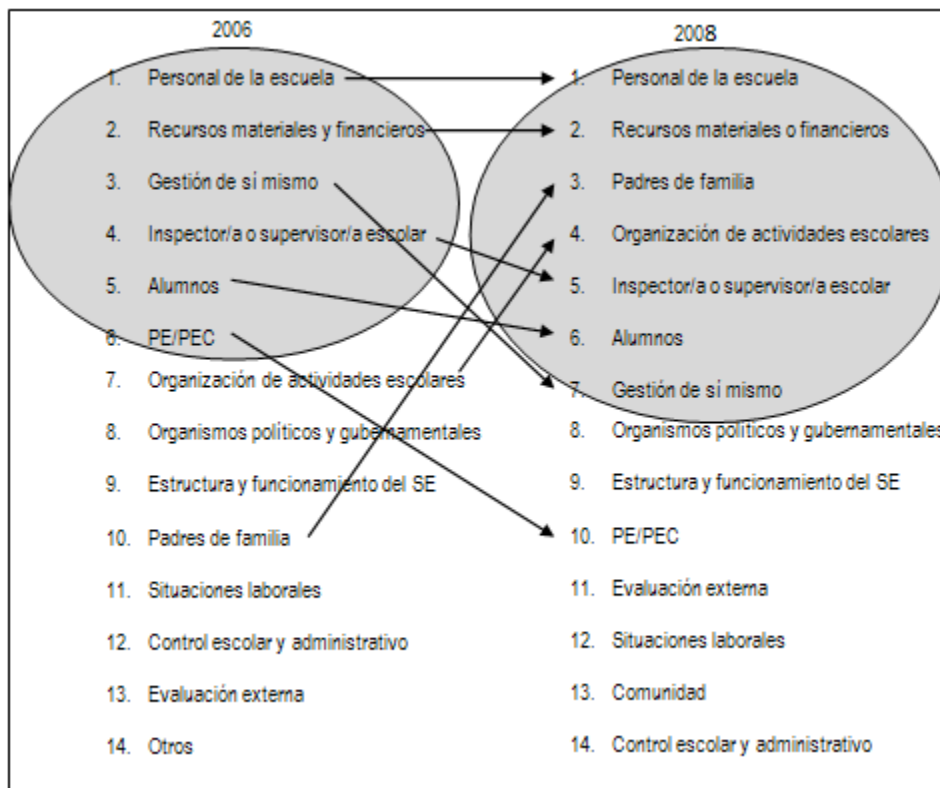 2006
1. Personal de la escuela
2. Recursos materiales y financieros
3. Gestión de sí mismo
4. Inspector/a o supervisor/a escolar
5. Alumnos
6. PE/PEC
7. Organización de actividades escolares
8. Organismos políticos y gubernamentales
9. Estructura y funcionamiento del SE
10. Padres de familia
11. Situaciones laborales
12. Control escolar y administrativo
13. Evaluación externa
14. Otros
2008
1. Personal de la escuela
2. Recursos materiales o financieros
3. Padres de familia
4. Organización de actividades escolares
5. Inspector/a o supervisor/a escolar
6. Alumnos
7. Gestión de sí mismo
8. Organismos políticos y gubernamentales
9. Estructura y funcionamiento del SE
10. PE/PEC
11. Evaluación externa
12. Situaciones laborales
13. Comunidad
14. Control escolar y administrativo